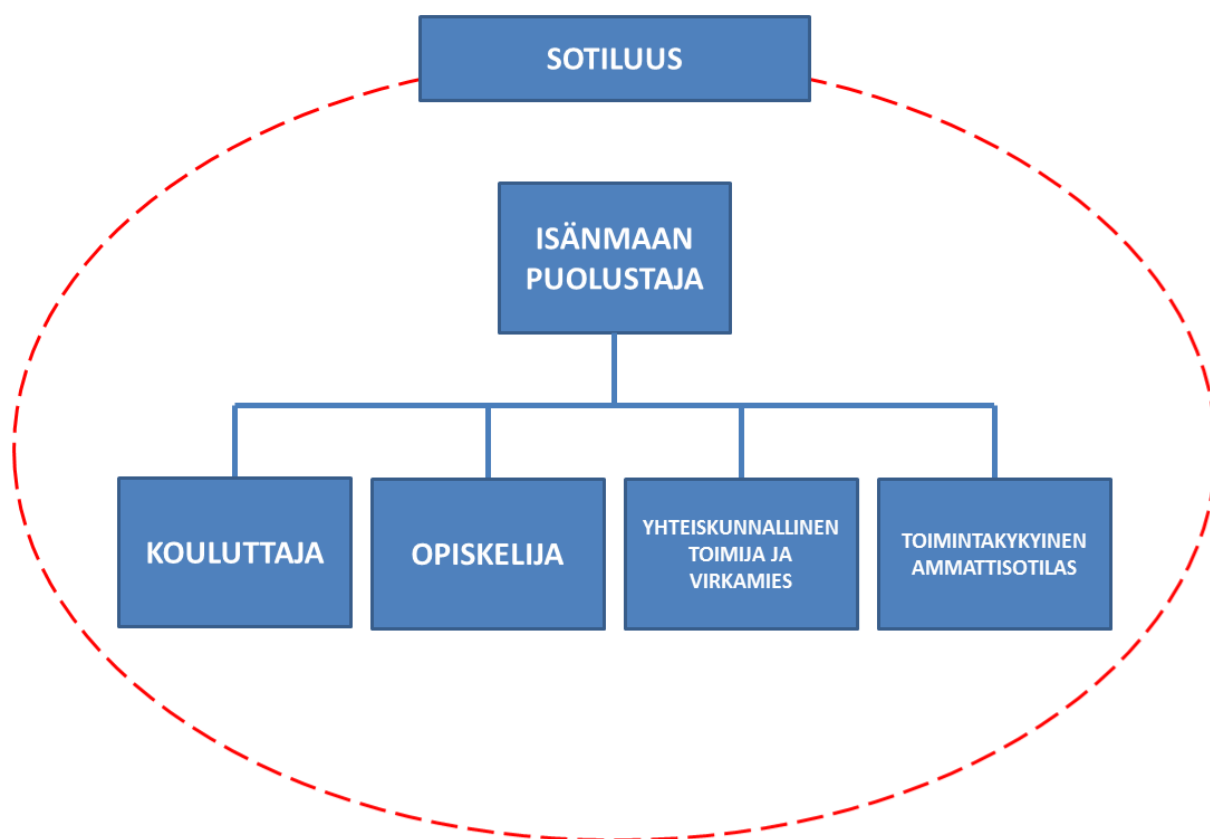 SOTILUUS
ISÄNMAAN
PUOLUSTAJA
KOULUTTAJA
OPISKELIJA
YHTEISKUNNALLINEN
TOIMIJA JA
VIRKAMIES
TOIMINTAKYKYINEN
AMMATTISOTILAS